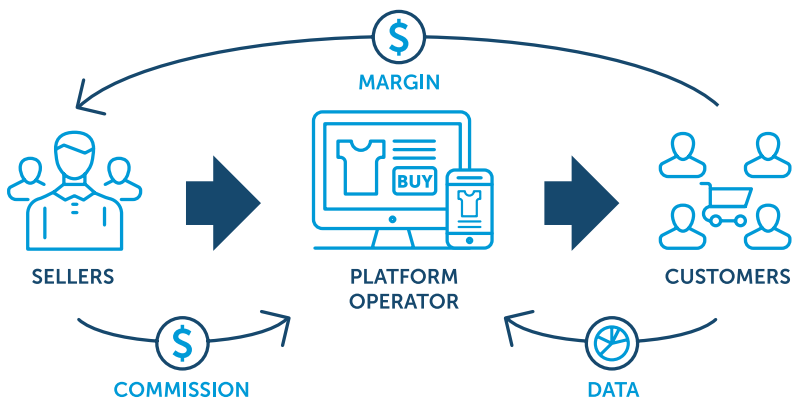 $
MARGIN
BUY
SELLERS
PLATFORM
OPERATOR
CUSTOMERS
$
COMMISSION
DATA